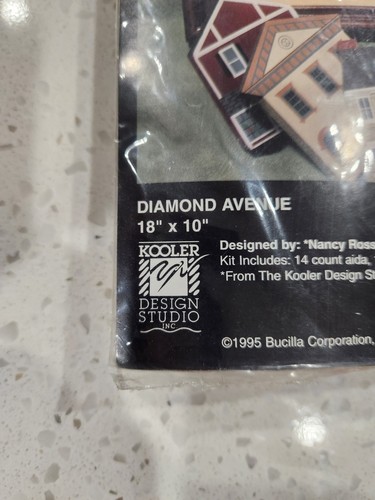 DIAMOND AVENUE
18" x 10"
KOOLER
DESIGN
STUDIO
INC
Designed by: *Nancy Ross
Kit Includes: 14 count aida,
*From The Kooler Design St
©1995 Bucilla Corporation,